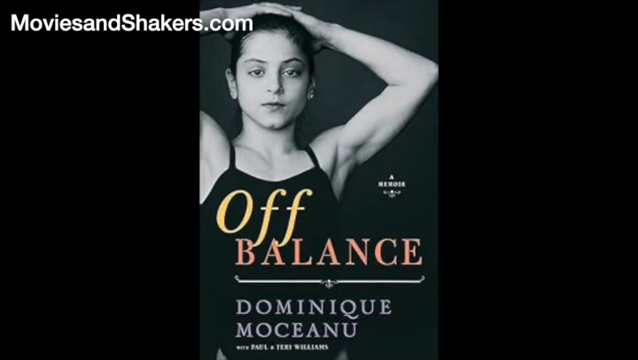 MoviesandShakers.com
A
MEMOIR
Off
BALANCE
DOMINIQUE
MOCEANU
WITH PAUL & TERI WILLIAMS